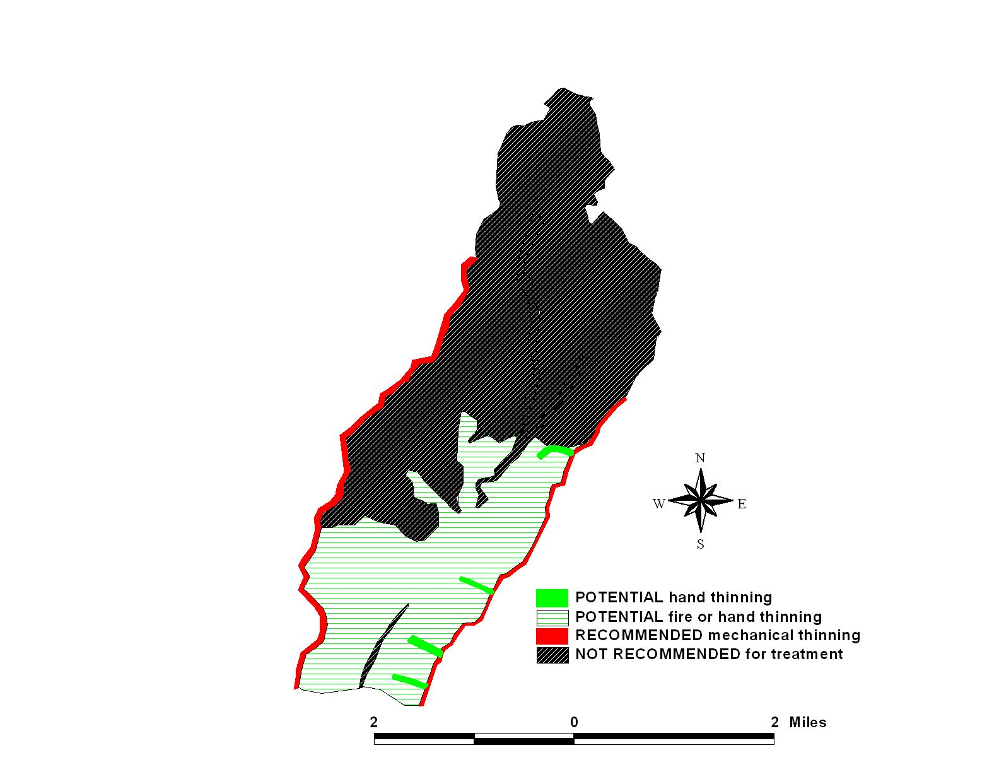 N
W E
S
POTENTIAL hand thinning
POTENTIAL fire or hand thinning
RECOMMENDED mechanical thinning
NOT RECOMMENDED for treatment
2 0 2 Miles